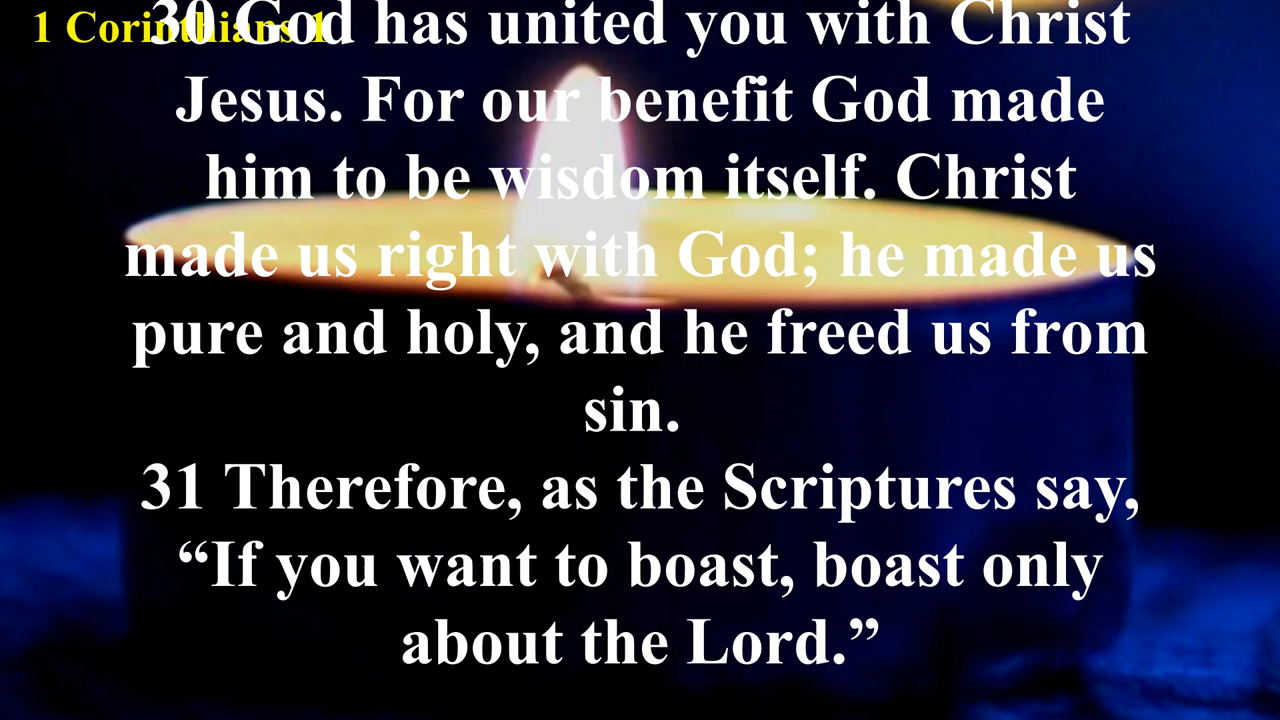 1 Corinthians 1
30 God has united you with Christ
Jesus. For our benefit God made
him to be wisdom itself. Christ
made us right with God; he made us
pure and holy, and he freed us from
sin.
31 Therefore, as the Scriptures say,
“If you want to boast, boast only
about the Lord.”